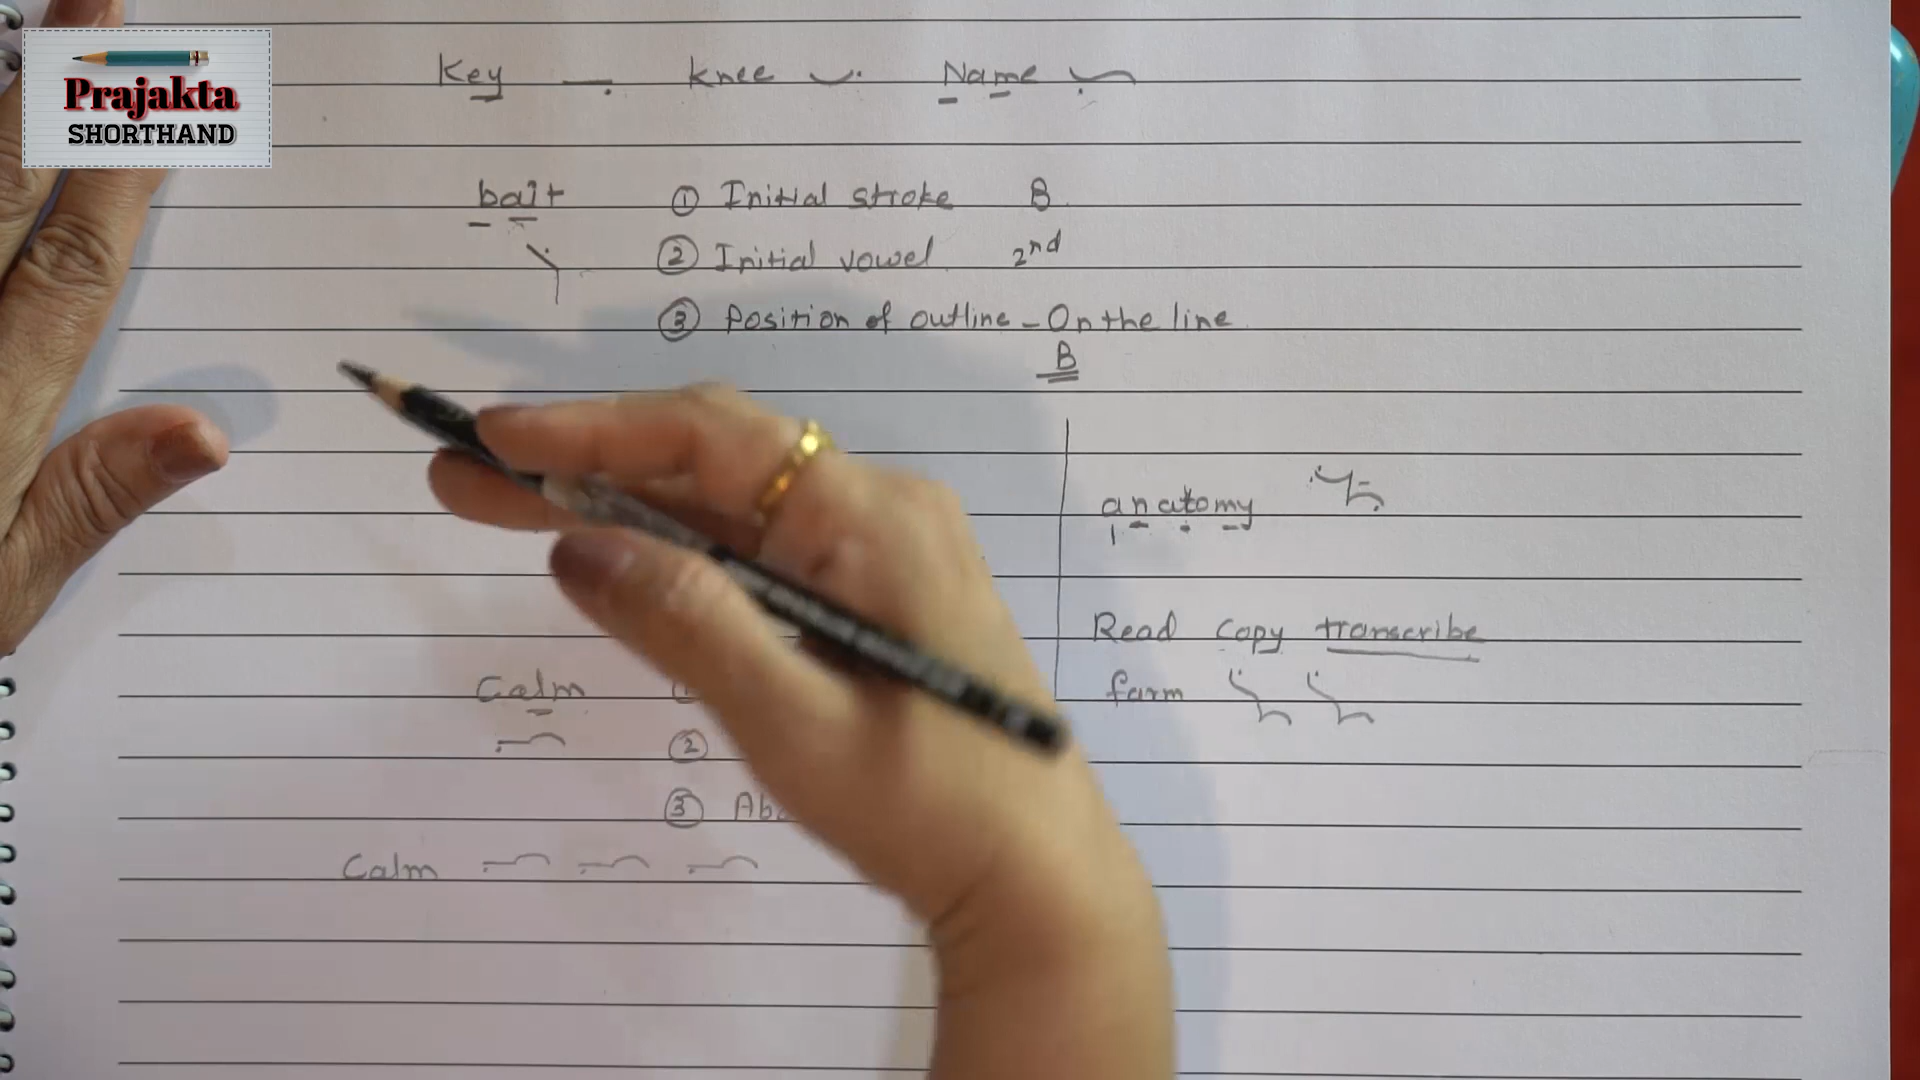 Prajakta
SHORTHAND
Key knee Name
bait ① Initial stroke B
② Initial vowel 2nd
③ Position of outline - On the line
B
anatomy
Read Copy transcribe
Calm farm
②
③
Calm